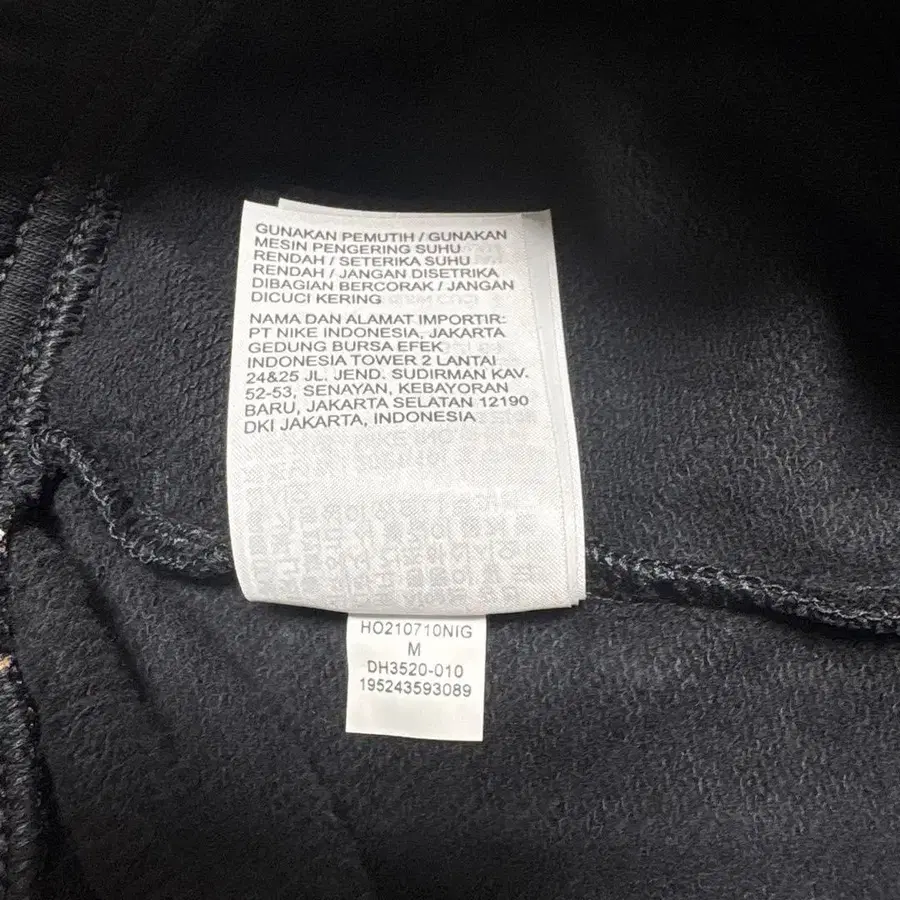 GUNAKAN PEMUTIH / GUNAKAN
MESIN PENGERING SUHU
RENDAH / SETERIKA SUHU
RENDAH / JANGAN DISETRIKA
DIBAGIAN BERCORAK / JANGAN
DICUCI KERING
NAMA DAN ALAMAT IMPORTIR:
PT NIKE INDONESIA, JAKARTA
GEDUNG BURSA EFEK
INDONESIA TOWER 2 LANTAI
24&25 JL. JEND. SUDIRMAN KAV.
52-53, SENAYAN, KEBAYORAN
BARU, JAKARTA SELATAN 12190
DKI JAKARTA, INDONESIA
HO210710NIG
M
DH3520-010
195243593089